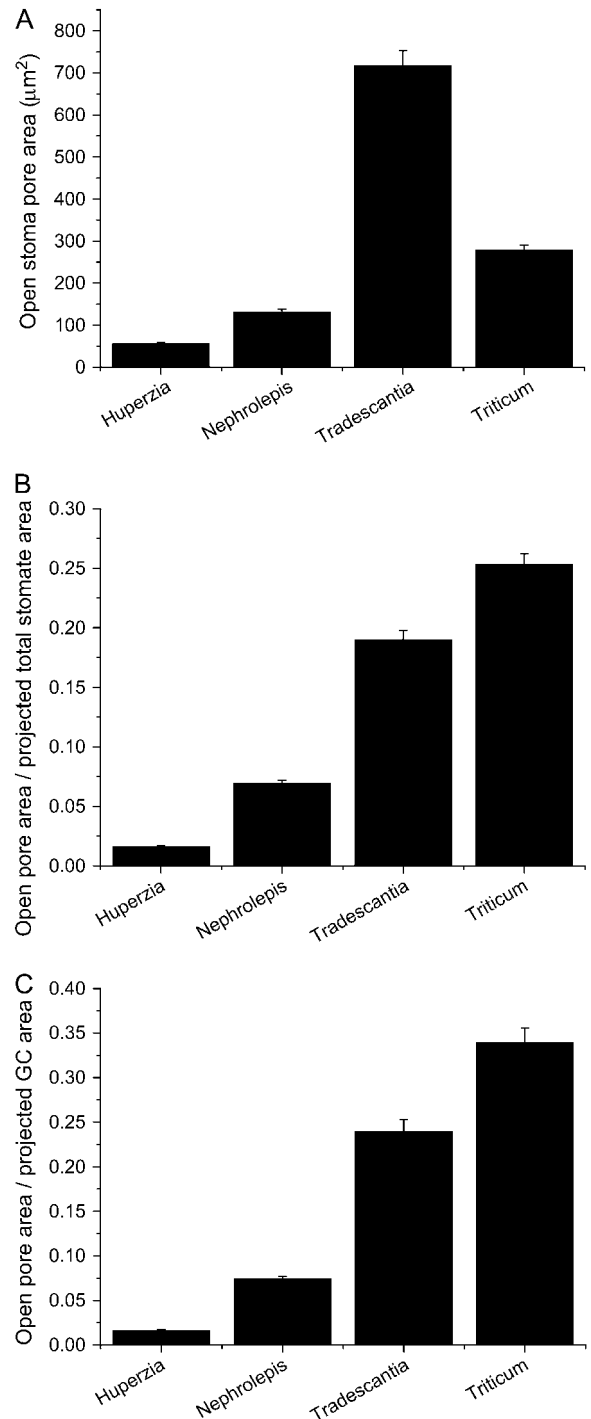 A
Open stoma pore area (μm²)
800
700
600
500
400
300
200
100
0
Huperzia
Nephrolepis
Tradescantia
Triticum
B
Open pore area / projected total stomate area
0.30
0.25
0.20
0.15
0.10
0.05
0.00
Huperzia
Nephrolepis
Tradescantia
Triticum
C
Open pore area / projected GC area
0.40
0.35
0.30
0.25
0.20
0.15
0.10
0.05
0.00
Huperzia
Nephrolepis
Tradescantia
Triticum